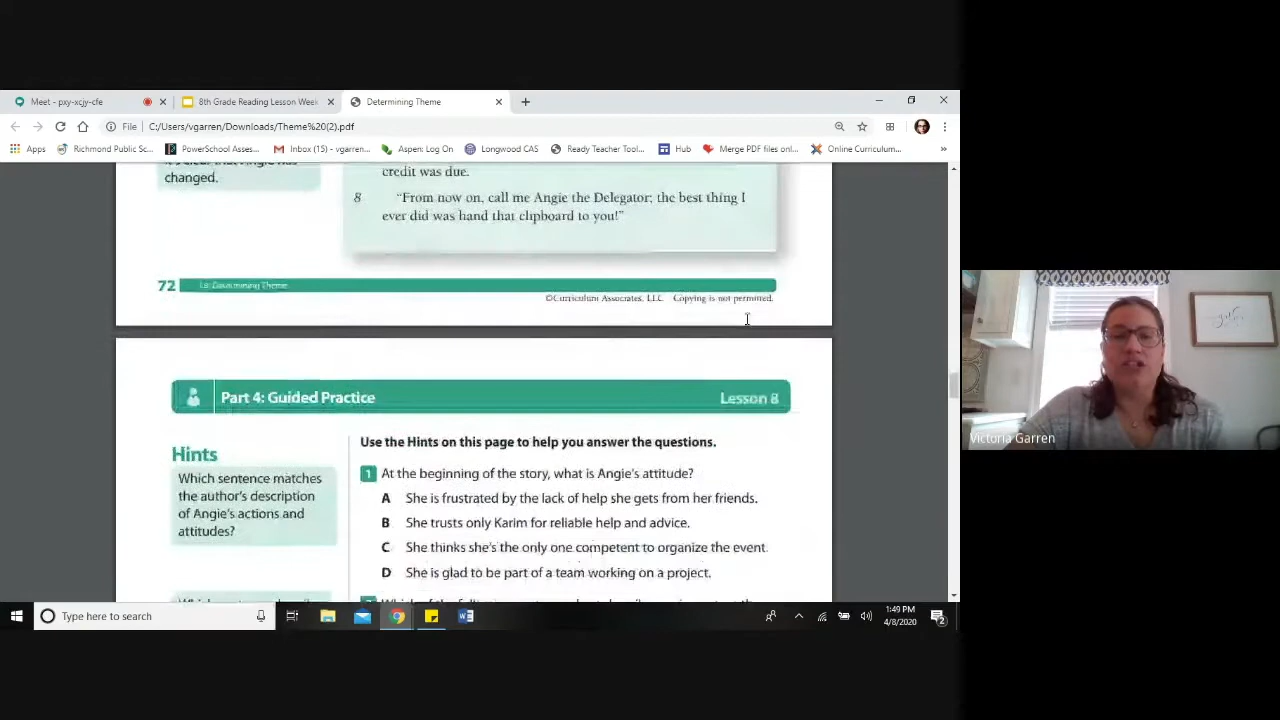 Meet - pxy-xcjy-cfe
8th Grade Reading Lesson Week
Determining Theme
File
C:/Users/vgarren/Downloads/Theme%20(2).pdf
Apps
Richmond Public Sc...
PowerSchool Asses...
Inbox (15) - vgarren...
Aspen: Log On
Longwood CAS
Ready Teacher Tool...
Hub
Merge PDF files onl...
Online Curriculum...
»
changed.
credit was due.
8 “From now on, call me Angie the Delegator; the best thing I
ever did was hand that clipboard to you!”
72 L8: Determining Theme
©Curriculum Associates, LLC Copying is not permitted.
Part 4: Guided Practice
Lesson 8
Hints
Which sentence matches
the author’s description
of Angie’s actions and
attitudes?
Use the Hints on this page to help you answer the questions.
1 At the beginning of the story, what is Angie’s attitude?
A She is frustrated by the lack of help she gets from her friends.
B She trusts only Karim for reliable help and advice.
C She thinks she’s the only one competent to organize the event.
D She is glad to be part of a team working on a project.
Victoria Garren
Type here to search
1:49 PM
4/8/2020
2